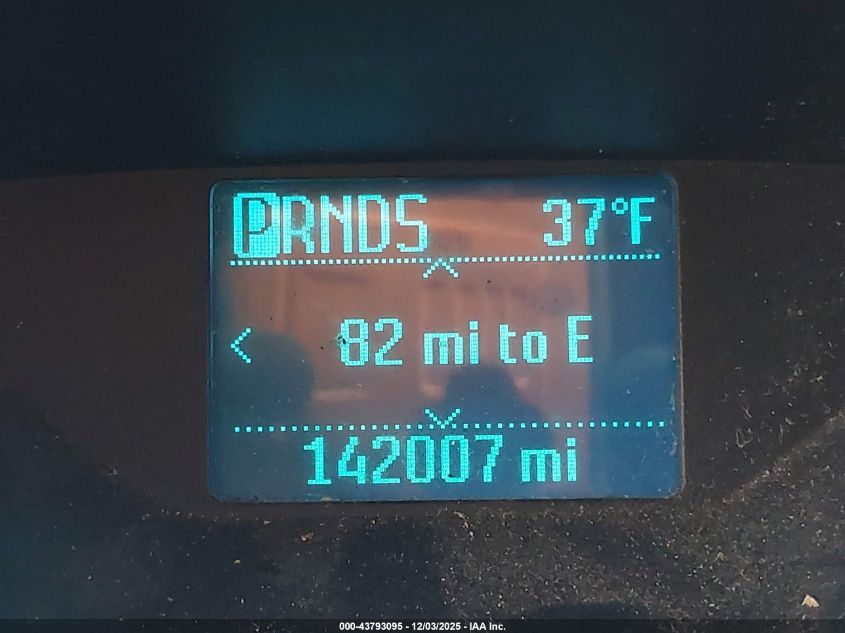 PRNDS 37°F
82 mi to E
142007 mi
000-43793095 - 12/03/2025 - IAA Inc.